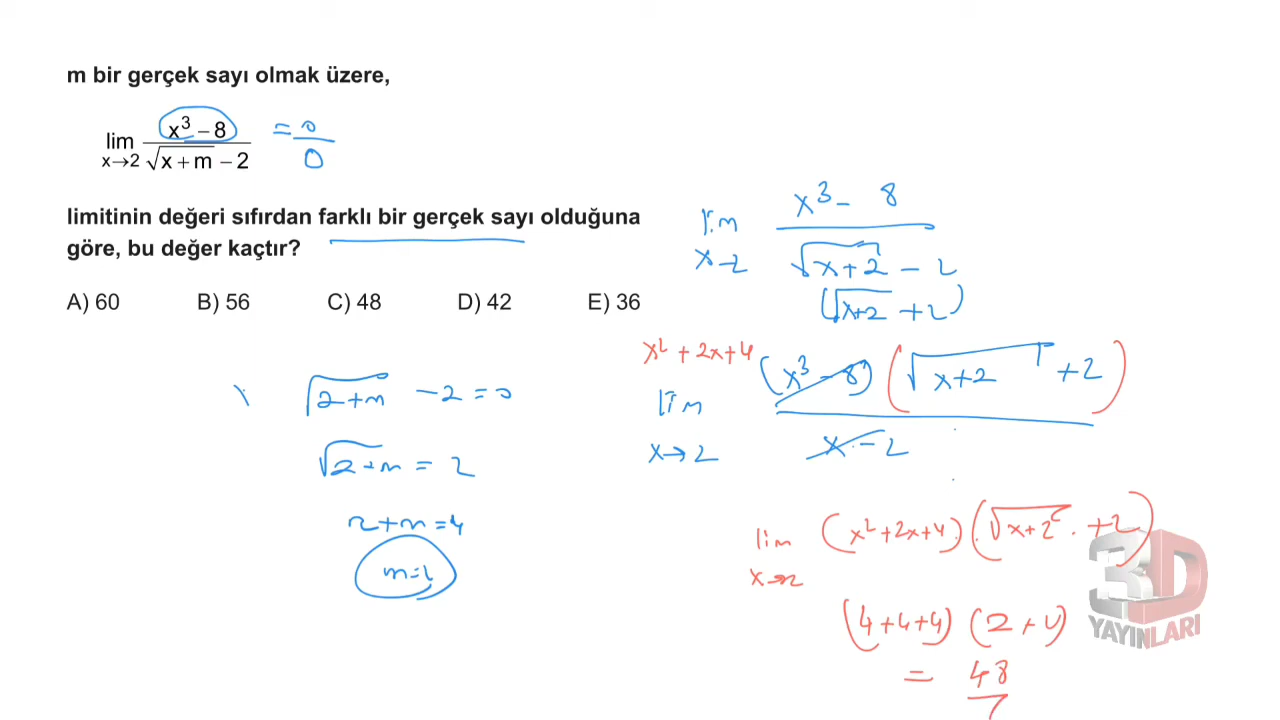 m bir gerçek sayı olmak üzere,
lim x→2 (x³ − 8) / (√(x + m) − 2) = 0/0
limitinin değeri sıfırdan farklı bir gerçek sayı olduğuna
göre, bu değer kaçtır?
A) 60 B) 56 C) 48 D) 42 E) 36
√(2+m) − 2 = 0
√(2+m) = 2
2+m=4
m=2
lim x→2 (x³ − 8) / (√(x+2) − 2)
(√(x+2) + 2)
x² + 2x+4
lim x→2 (x³ − 8) (√(x+2) + 2) / (x − 2)
lim x→2 (x²+2x+4).(√(x+2) + 2)
(4+4+4) (2+2)
= 48
3D
YAYINLARI